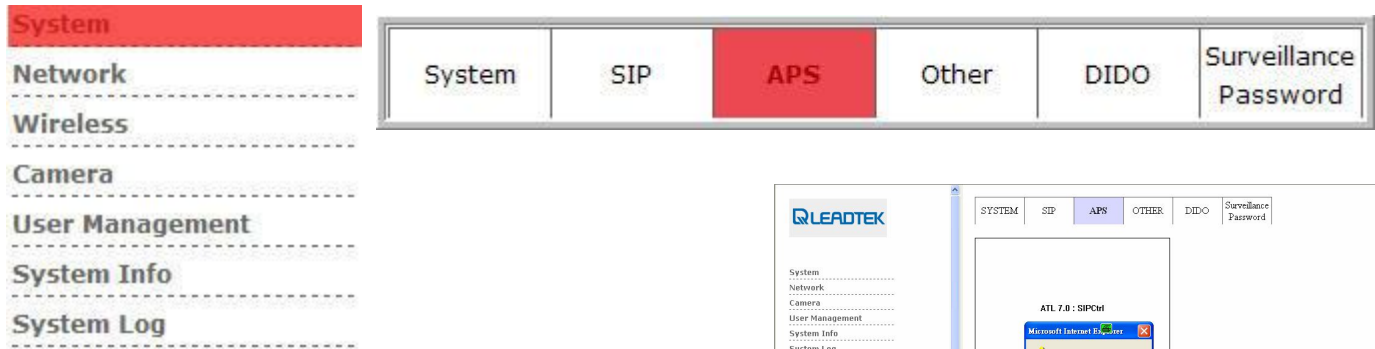 System
Network
Wireless
Camera
User Management
System Info
System Log
System SIP APS Other DIDO Surveillance Password
LEADTEK
System
Network
Camera
User Management
System Info
System Log
SYSTEM SIP APS OTHER DIDO Surveillance Password
ATL 7.0 : SIPCtrl
Microsoft Internet Explorer